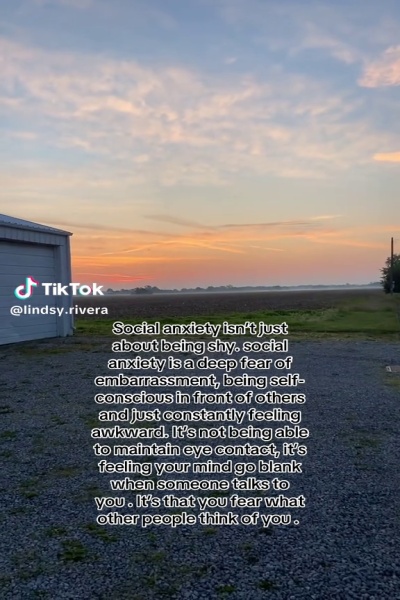 TikTok
@lindsy.rivera
Social anxiety isn't just
about being shy. social
anxiety is a deep fear of
embarrassment, being self-
conscious in front of others
and just constantly feeling
awkward. It's not being able
to maintain eye contact, it's
feeling your mind go blank
when someone talks to
you . It's that you fear what
other people think of you .